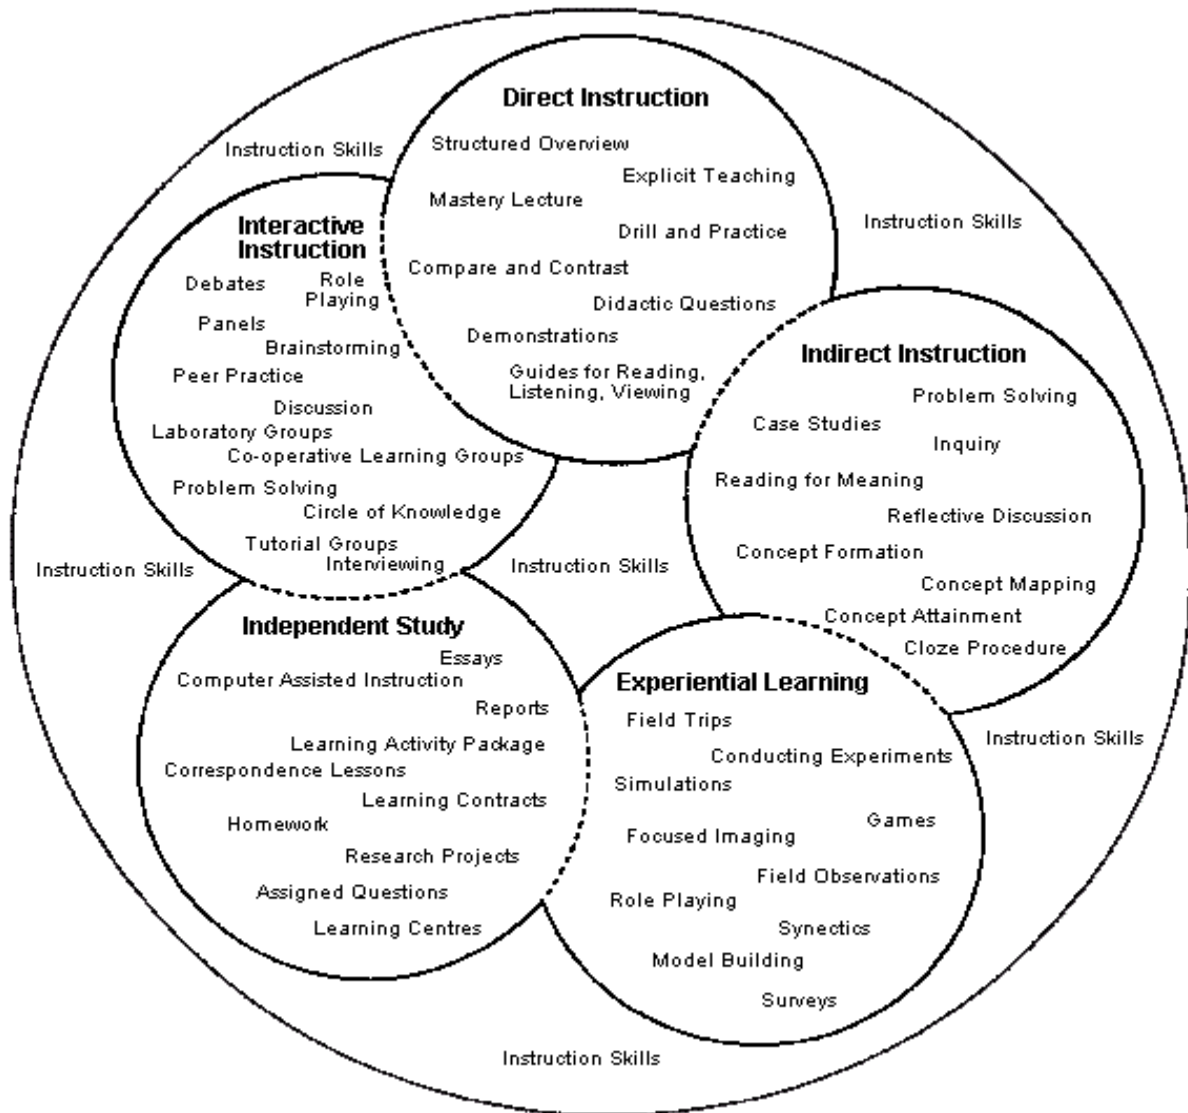 Direct Instruction
Structured Overview
Explicit Teaching
Mastery Lecture
Drill and Practice
Compare and Contrast
Didactic Questions
Demonstrations
Guides for Reading,
Listening, Viewing
Instruction Skills
Instruction Skills
Interactive
Instruction
Debates
Role
Playing
Panels
Brainstorming
Peer Practice
Discussion
Laboratory Groups
Co-operative Learning Groups
Problem Solving
Circle of Knowledge
Tutorial Groups
Interviewing
Indirect Instruction
Problem Solving
Case Studies
Inquiry
Reading for Meaning
Reflective Discussion
Concept Formation
Concept Mapping
Concept Attainment
Cloze Procedure
Instruction Skills
Instruction Skills
Independent Study
Essays
Computer Assisted Instruction
Reports
Learning Activity Package
Correspondence Lessons
Learning Contracts
Homework
Research Projects
Assigned Questions
Learning Centres
Experiential Learning
Field Trips
Conducting Experiments
Simulations
Games
Focused Imaging
Field Observations
Role Playing
Synectics
Model Building
Surveys
Instruction Skills
Instruction Skills